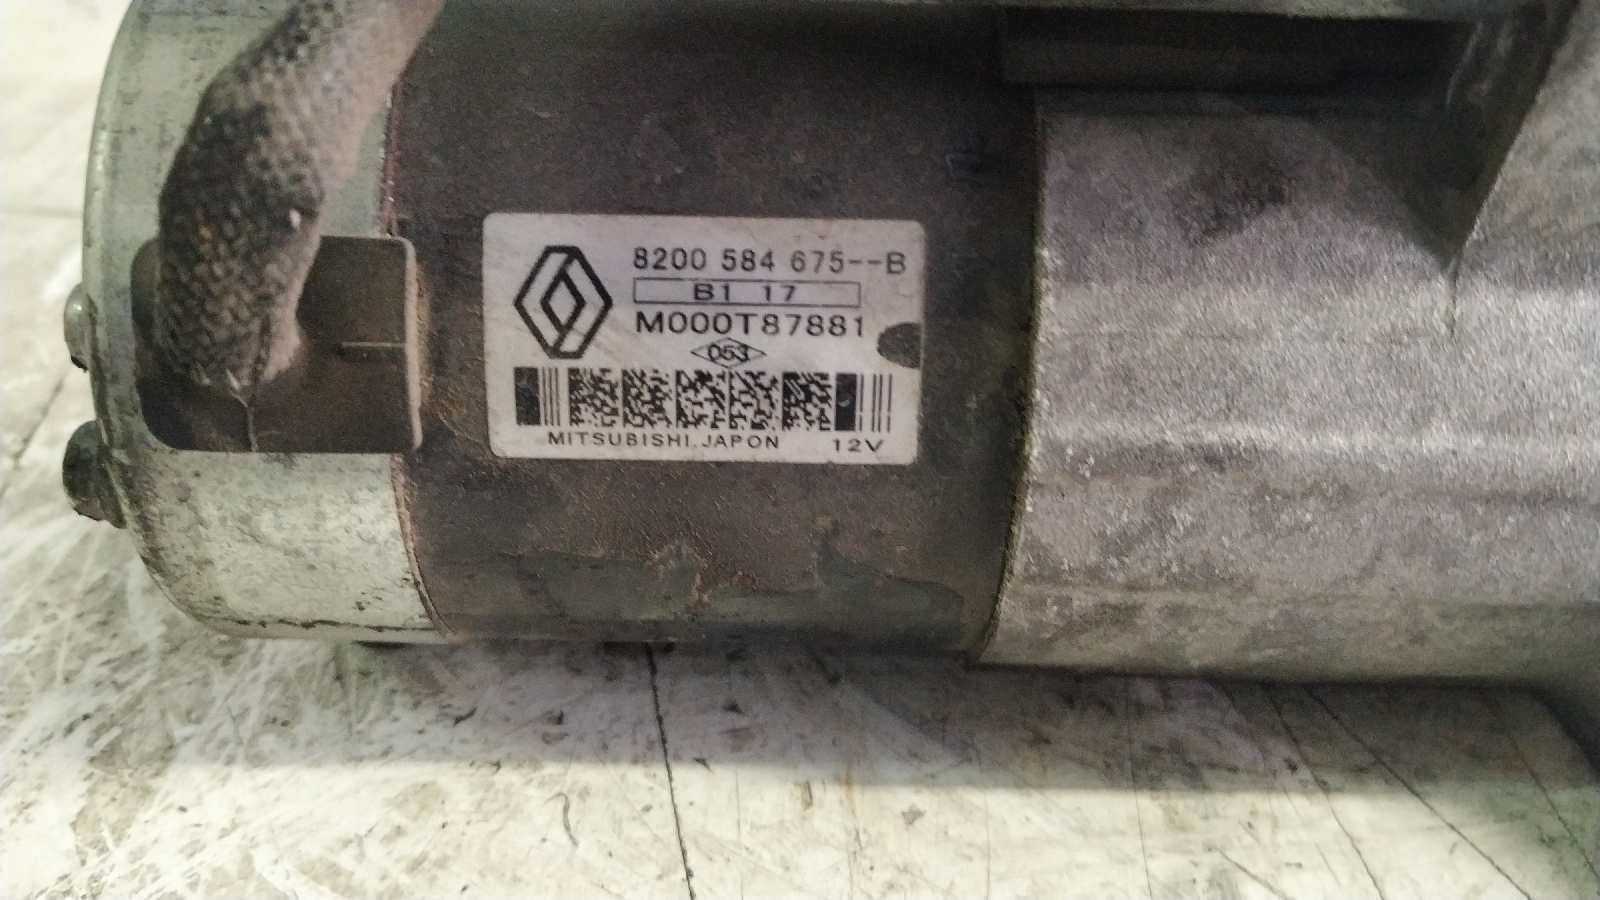 8200 584 675--B
B1 17
M000T87881
053
MITSUBISHI.JAPON 12V